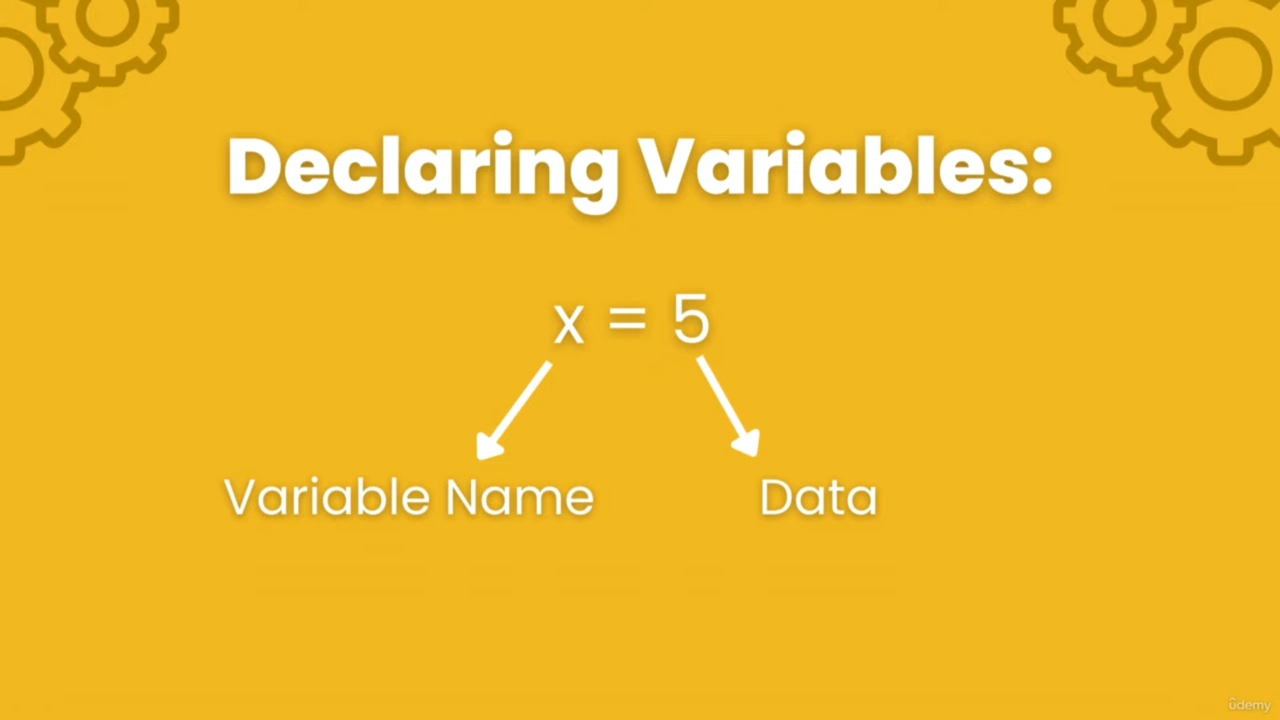 Declaring Variables:
x = 5
Variable Name Data
ûdemy